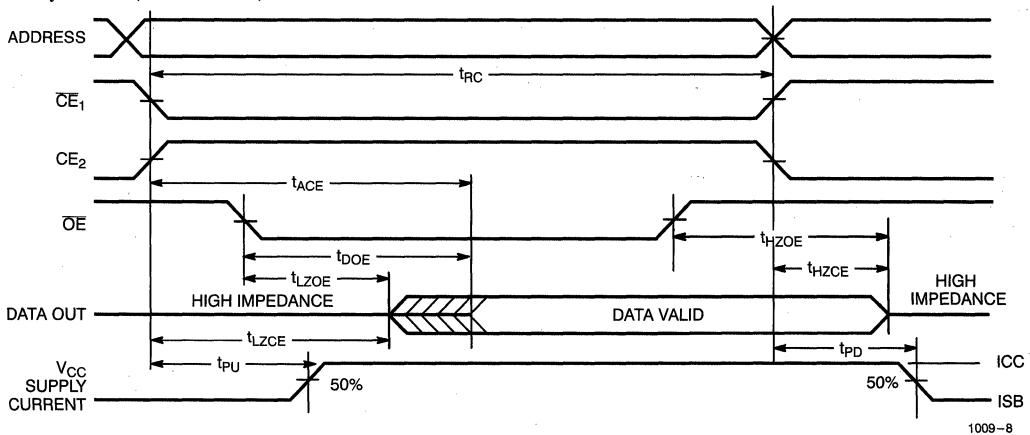 ADDRESS
tRC
CE1
CE2
tACE
OE
tHZOE
tDOE
tHZCE
tLZOE
HIGH IMPEDANCE
HIGH
IMPEDANCE
DATA OUT
DATA VALID
tLZCE
tPU
tPD
VCC
SUPPLY
CURRENT
50%
50%
ICC
ISB
1009-8